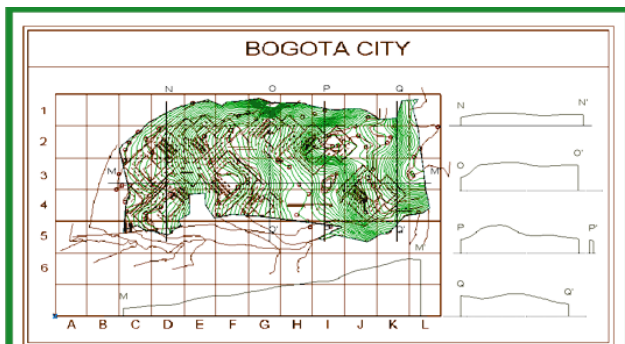 BOGOTA CITY
N O P Q
1
2
3
4
5
6
M M
Q' Q'
M'
M
A B C D E F G H I J K L
N N'
O O'
P P'
Q Q'